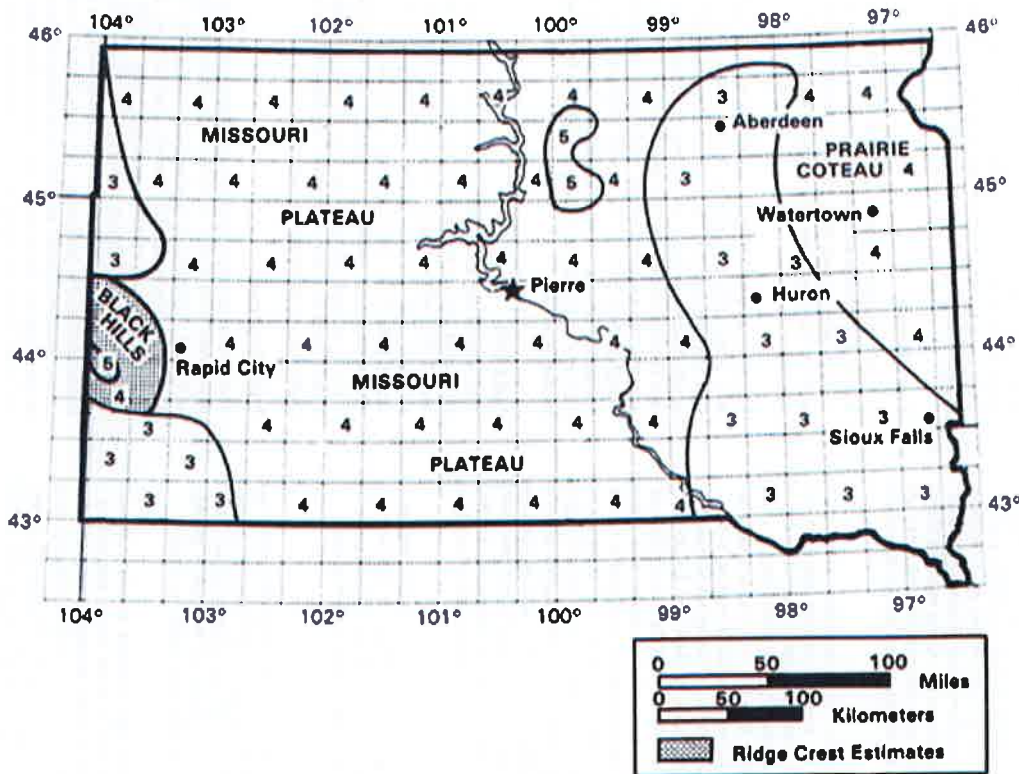 104° 103° 102° 101° 100° 99° 98° 97°
46° 46°
4 4 4 4 4 4 4 4 3 4 4
MISSOURI
Aberdeen
5
PRAIRIE
COTEAU
3 4 4 4 4 4 4 5 4 3 4
45° 45°
PLATEAU
Watertown
3 4 4 4 4 4 4 4 3 3 4
Pierre
Huron
BLACK
HILLS
Rapid City
4 4 4 4 4 4 3 3 4
44° 44°
5
MISSOURI
4
3 4 4 4 4 4 4 3 3 3
Sioux Falls
3 3
PLATEAU
3 3 4 4 4 4 4 4 3 3 3
43° 43°
104° 103° 102° 101° 100° 99° 98° 97°
0 50 100
Miles
0 50 100
Kilometers
Ridge Crest Estimates